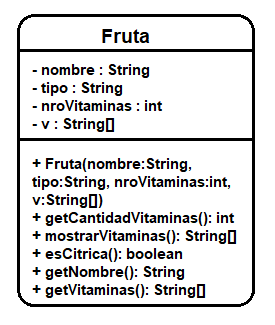 Fruta
- nombre : String
- tipo : String
- nroVitaminas : int
- v : String[]
+ Fruta(nombre:String,
tipo:String, nroVitaminas:int,
v:String[])
+ getCantidadVitaminas(): int
+ mostrarVitaminas(): String[]
+ esCitrica(): boolean
+ getNombre(): String
+ getVitaminas(): String[]